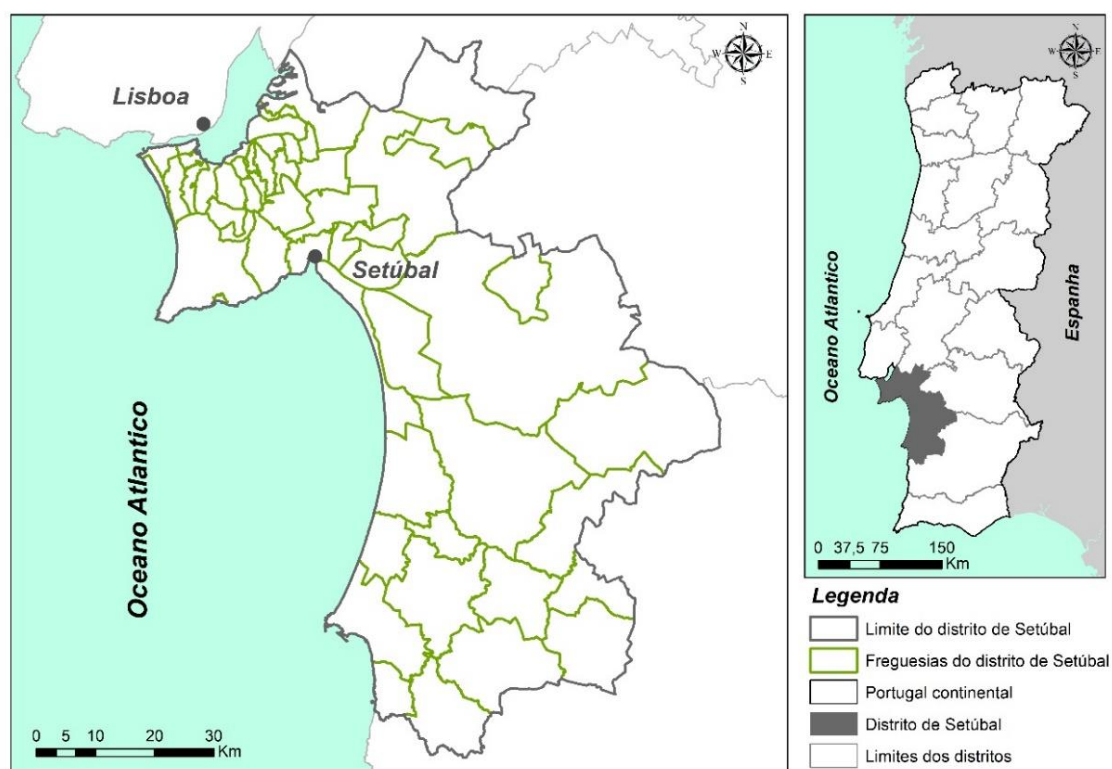 Lisboa
N
W
E
S
Setúbal
Oceano Atlantico
0 5 10 20 30
Km
N
W
E
S
Oceano Atlantico
Espanha
0 37,5 75 150
Km
Legenda
Limite do distrito de Setúbal
Freguesias do distrito de Setúbal
Portugal continental
Distrito de Setúbal
Limites dos distritos